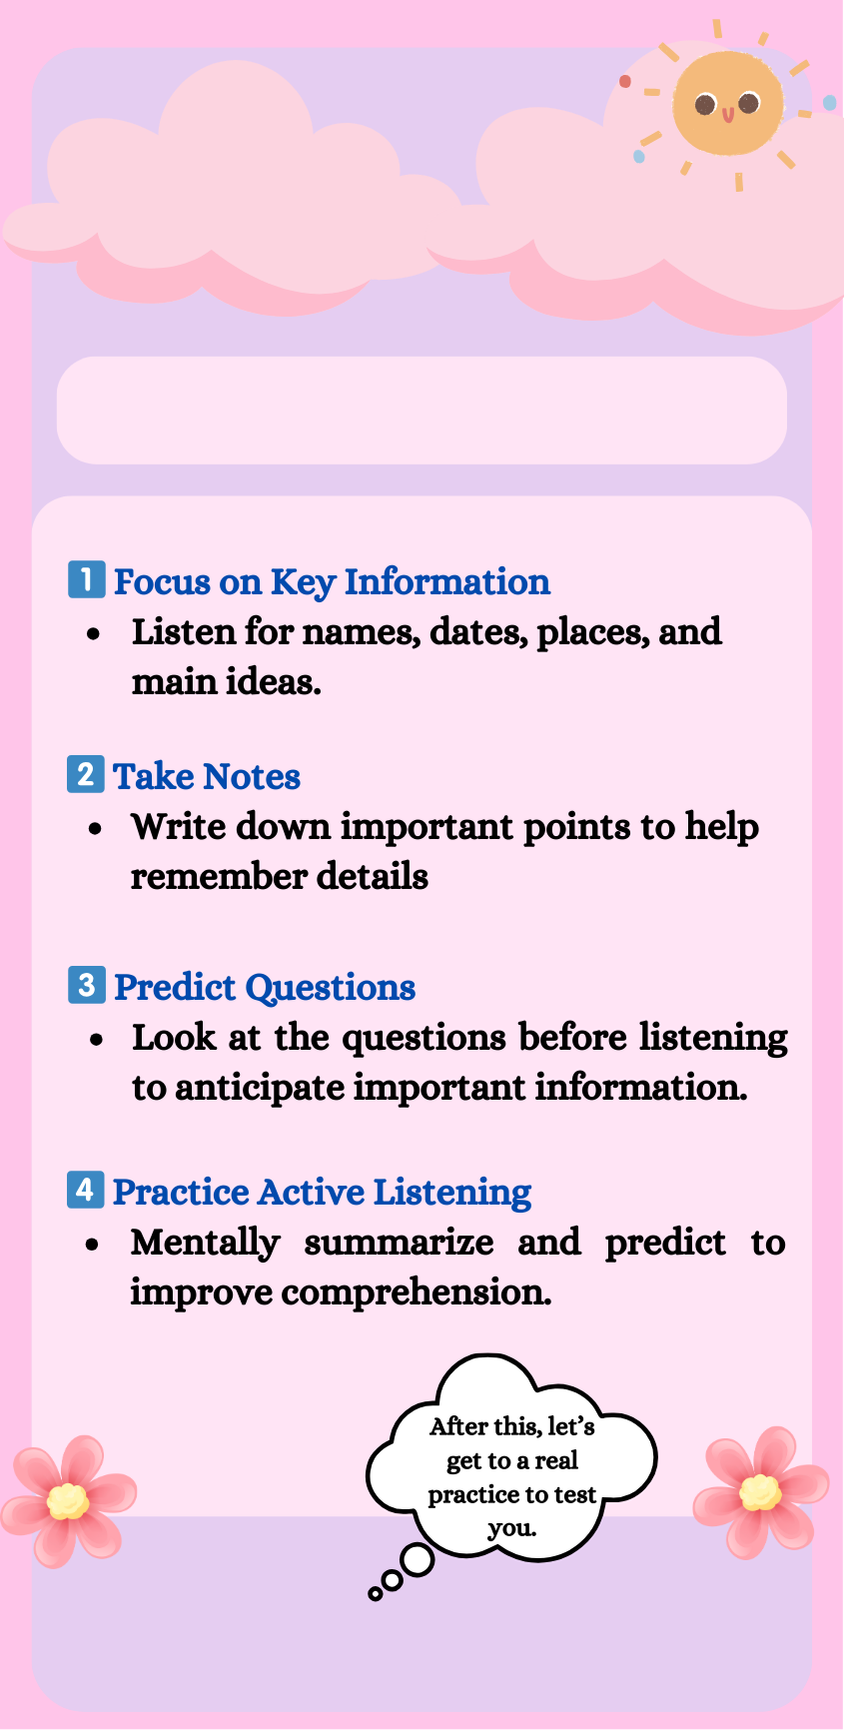 1 Focus on Key Information
• Listen for names, dates, places, and
main ideas.
2 Take Notes
• Write down important points to help
remember details
3 Predict Questions
• Look at the questions before listening
to anticipate important information.
4 Practice Active Listening
• Mentally summarize and predict to
improve comprehension.
After this, let’s
get to a real
practice to test
you.